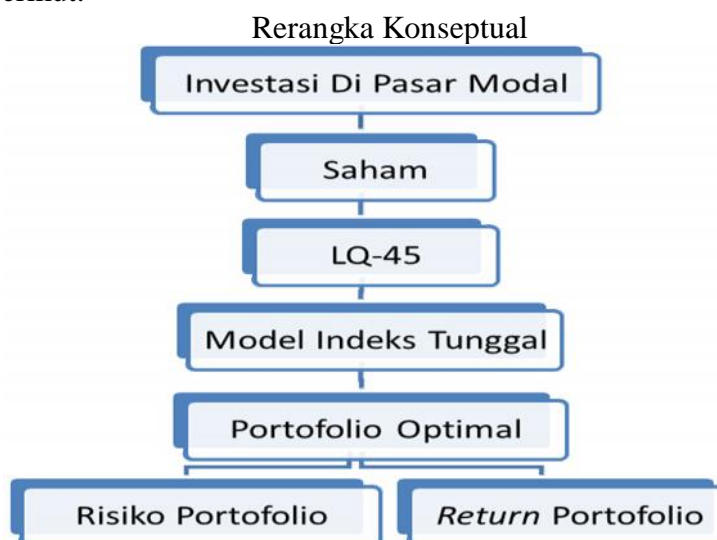 Rerangka Konseptual
Investasi Di Pasar Modal
Saham
LQ-45
Model Indeks Tunggal
Portofolio Optimal
Risiko Portofolio
Return Portofolio